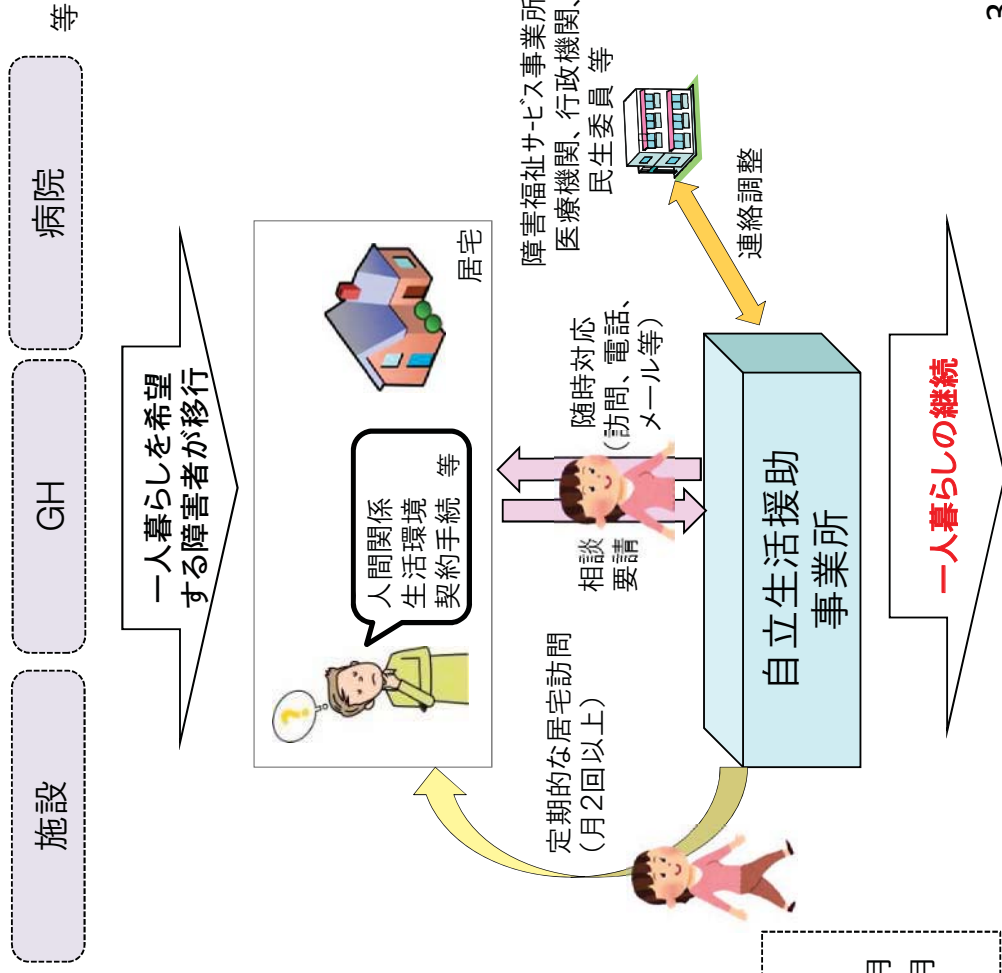 施設
GH
病院
等
一人暮らしを希望
する障害者が移行
人間関係
生活環境
契約手続 等
居宅
定期的な居宅訪問
(月2回以上)
相談
要請
随時対応
(訪問、電話、
メール等)
障害福祉サービス事業所
医療機関、行政機関、
民生委員 等
連絡調整
自立生活援助
事業所
一人暮らしの継続
月
月